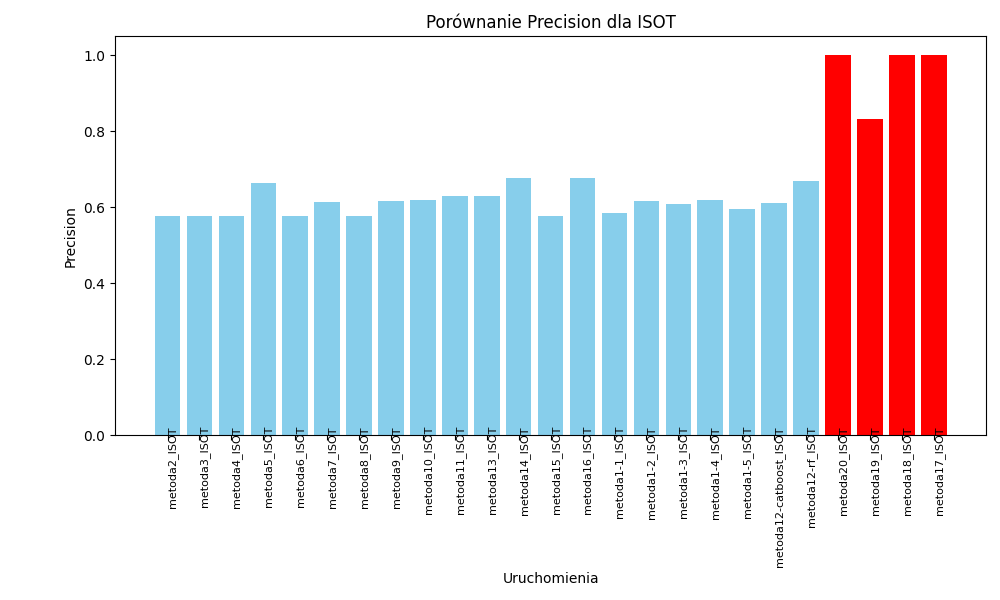 Porównanie Precision dla ISOT
Precision
1.0
0.8
0.6
0.4
0.2
0.0
metoda2_ISOT
metoda3_ISOT
metoda4_ISOT
metoda5_ISOT
metoda6_ISOT
metoda7_ISOT
metoda8_ISOT
metoda9_ISOT
metoda10_ISOT
metoda11_ISOT
metoda13_ISOT
metoda14_ISOT
metoda15_ISOT
metoda16_ISOT
metoda1-1_ISOT
metoda1-2_ISOT
metoda1-3_ISOT
metoda1-4_ISOT
metoda1-5_ISOT
metoda12-catboost_ISOT
metoda12-rf_ISOT
metoda20_ISOT
metoda19_ISOT
metoda18_ISOT
metoda17_ISOT
Uruchomienia